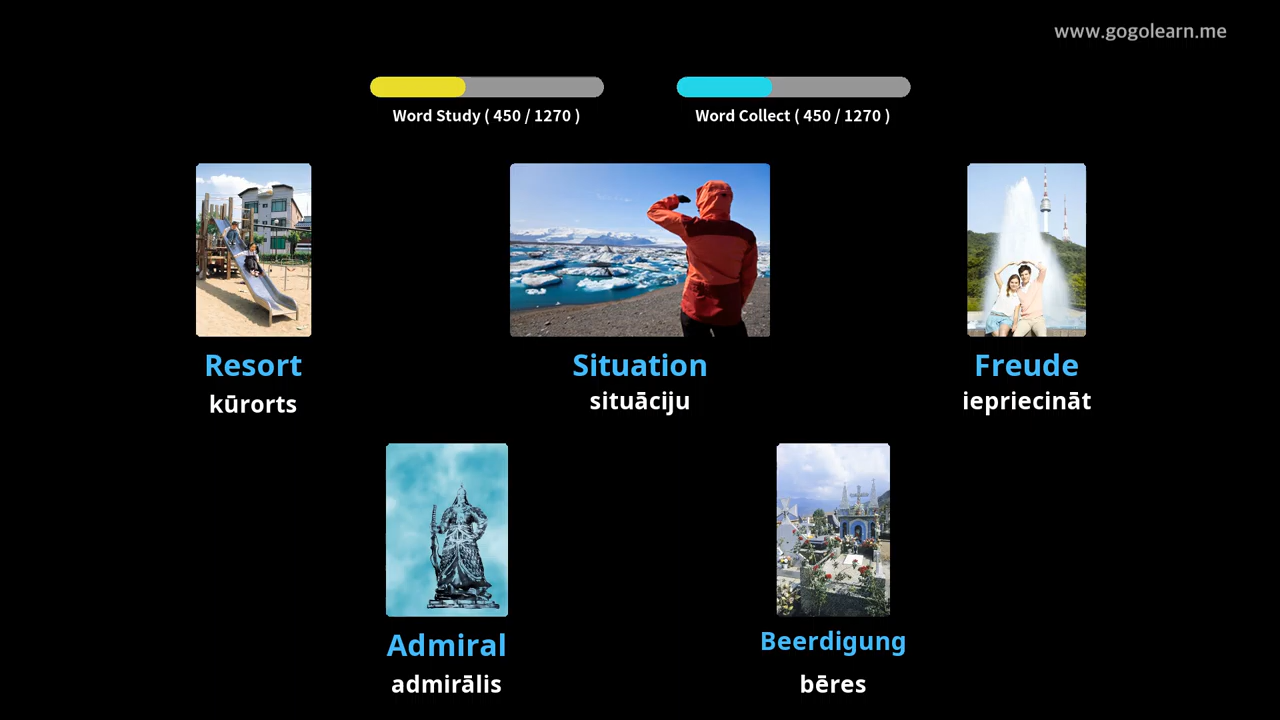 www.gogolearn.me
Word Study ( 450 / 1270 )
Word Collect ( 450 / 1270 )
Resort
kūrorts
Situation
situāciju
Freude
iepriecināt
Admiral
admirālis
Beerdigung
bēres